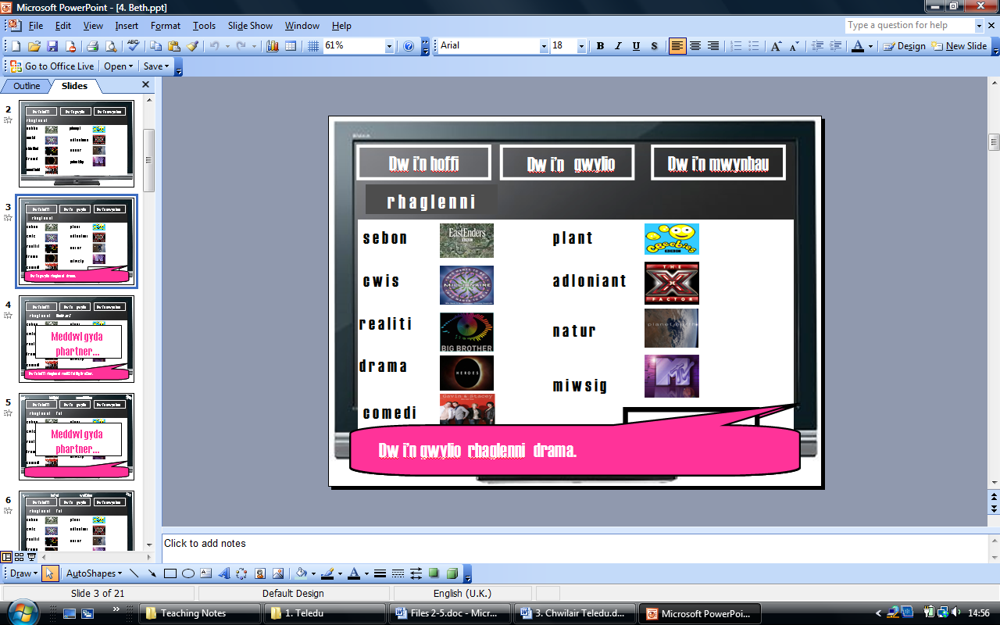 Microsoft PowerPoint - [4. Beth.ppt]
File Edit View Insert Format Tools Slide Show Window Help
Type a question for help
61%
Arial
18
Design
New Slide
Go to Office Live
Open
Save
Outline
Slides
2
3
4
Meddwl gyda
phartner...
5
Meddwl gyda
phartner...
6
Dw i'n hoffi
Dw i'n gwylio
Dw i'n mwynhau
rhaglenni
sebon
EastEnders
plant
CBeebies
cwis
MILLIONAIRE
adloniant
THE
X
FACTOR
realiti
BIG BROTHER
natur
drama
HEROES
miwsig
MTV
comedi
Gavin & Stacey
Dw i'n gwylio rhaglenni drama.
Click to add notes
Draw
AutoShapes
Slide 3 of 21
Default Design
English (U.K.)
Teaching Notes
1. Teledu
Files 2-5.doc - Micr...
3. Chwilair Teledu.d...
Microsoft PowerPoi...
14:56